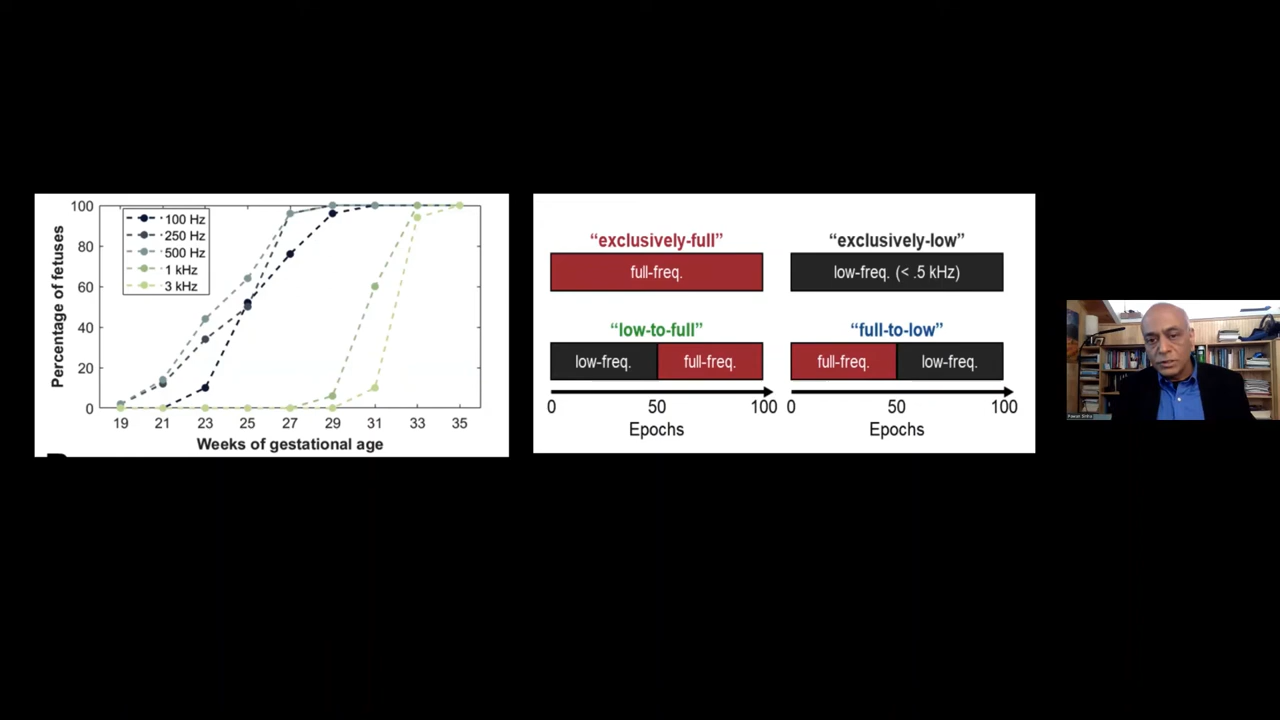 100
80
60
40
20
0
Percentage of fetuses
100 Hz
250 Hz
500 Hz
1 kHz
3 kHz
19 21 23 25 27 29 31 33 35
Weeks of gestational age
“exclusively-full”
full-freq.
“exclusively-low”
low-freq. (< .5 kHz)
“low-to-full”
low-freq. full-freq.
0 50 100
Epochs
“full-to-low”
full-freq. low-freq.
0 50 100
Epochs